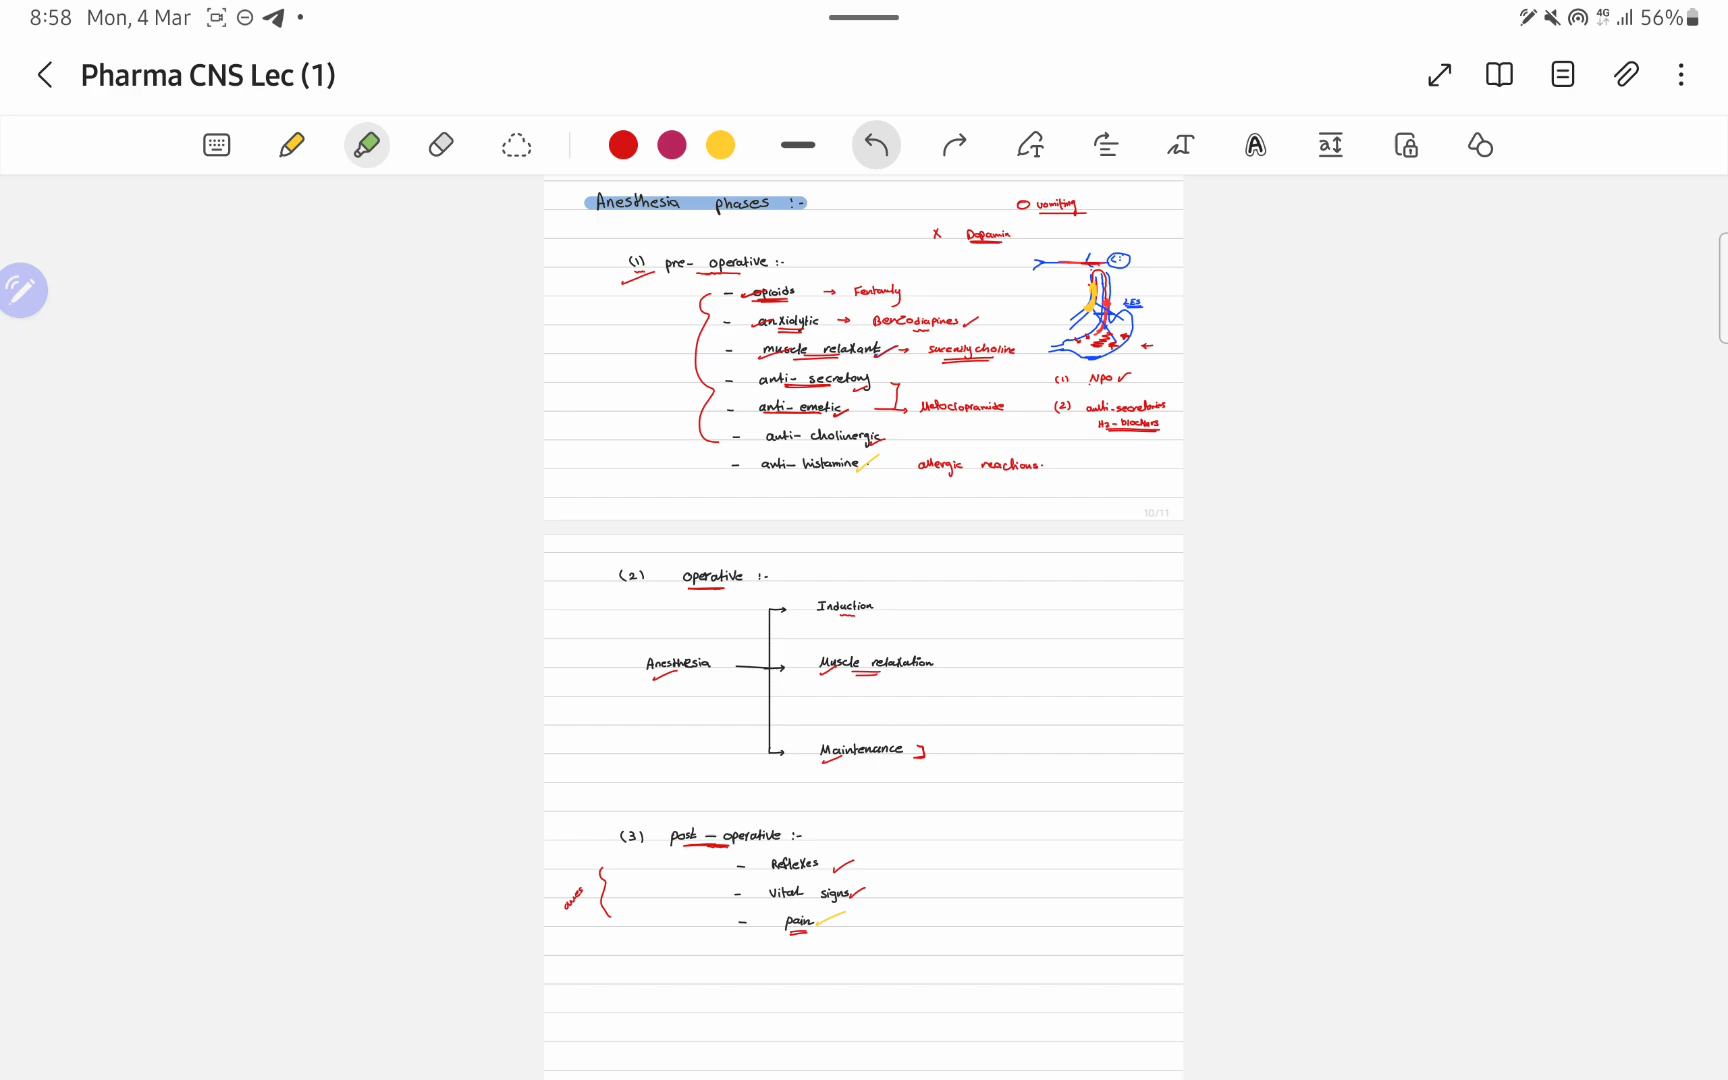 8:58 Mon, 4 Mar 4G 56%
Pharma CNS Lec (1)
Anesthesia phases :-
vomiting
x Dopamin
(1) pre- operative :-
- opioids → Fentanly
- anxiolytic → Benzodiapines
LES
- muscle relaxant → succnilycholine
- anti- secretory
(1) NPO
- anti- emetic → Metoclopramide
(2) anti-secretories
H2- blockers
- anti- cholinergic
- anti- histamine allergic reactions.
10/11
(2) operative :-
Induction
Anesthesia
Muscle relaxation
Maintenance
(3) post - operative :-
- Reflexes
- vital signs
- pain